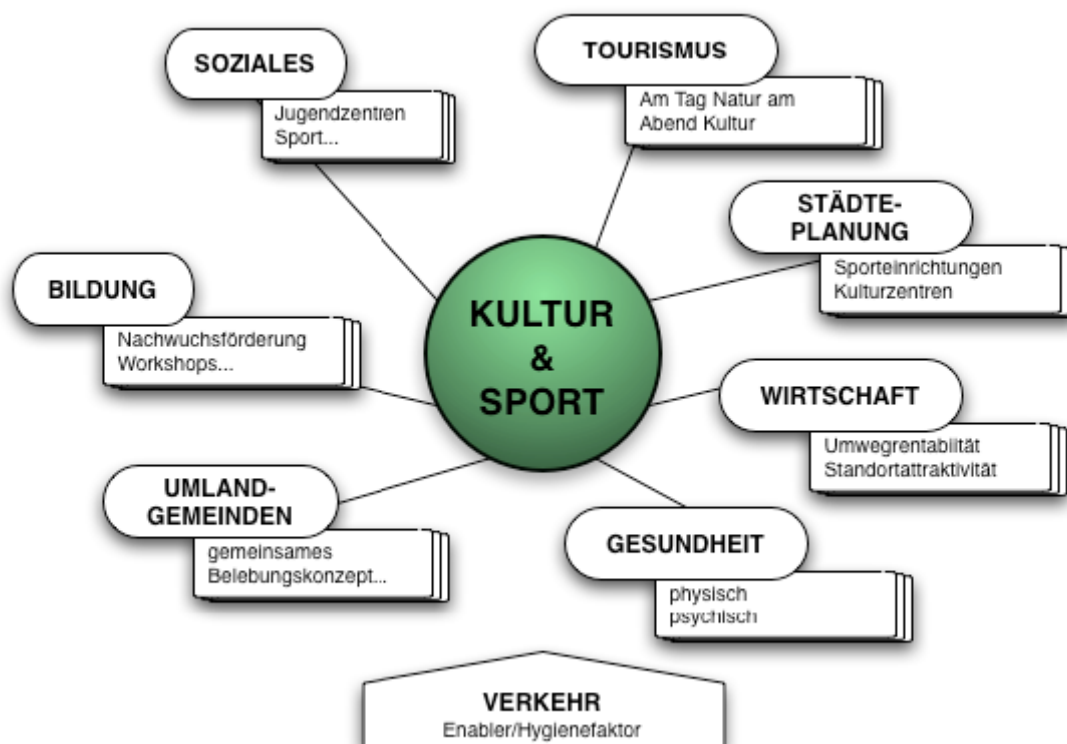 SOZIALES
Jugendzentren
Sport...
TOURISMUS
Am Tag Natur am
Abend Kultur
STÄDTE-
PLANUNG
Sporteinrichtungen
Kulturzentren
BILDUNG
Nachwuchsförderung
Workshops...
KULTUR
&
SPORT
WIRTSCHAFT
Umwegrentabiltät
Standortattraktivität
UMLAND-
GEMEINDEN
gemeinsames
Belebungskonzept...
GESUNDHEIT
physisch
psychisch
VERKEHR
Enabler/Hygienefaktor